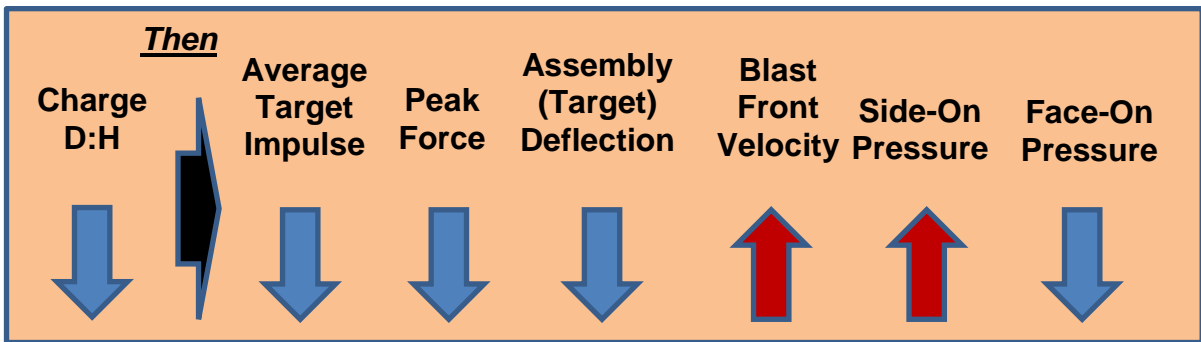 Then
Charge
D:H
Average
Target
Impulse
Peak
Force
Assembly
(Target)
Deflection
Blast
Front
Velocity
Side-On
Pressure
Face-On
Pressure